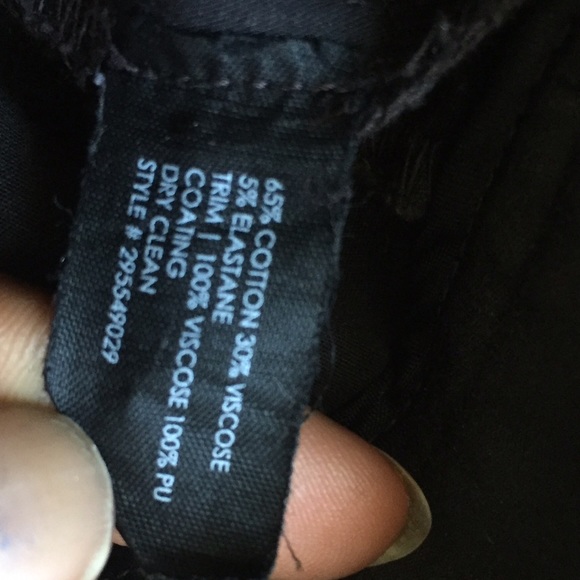 65% COTTON 30% VISCOSE
5% ELASTANE
TRIM | 100% VISCOSE 100% PU
COATING
DRY CLEAN
STYLE # 295549029